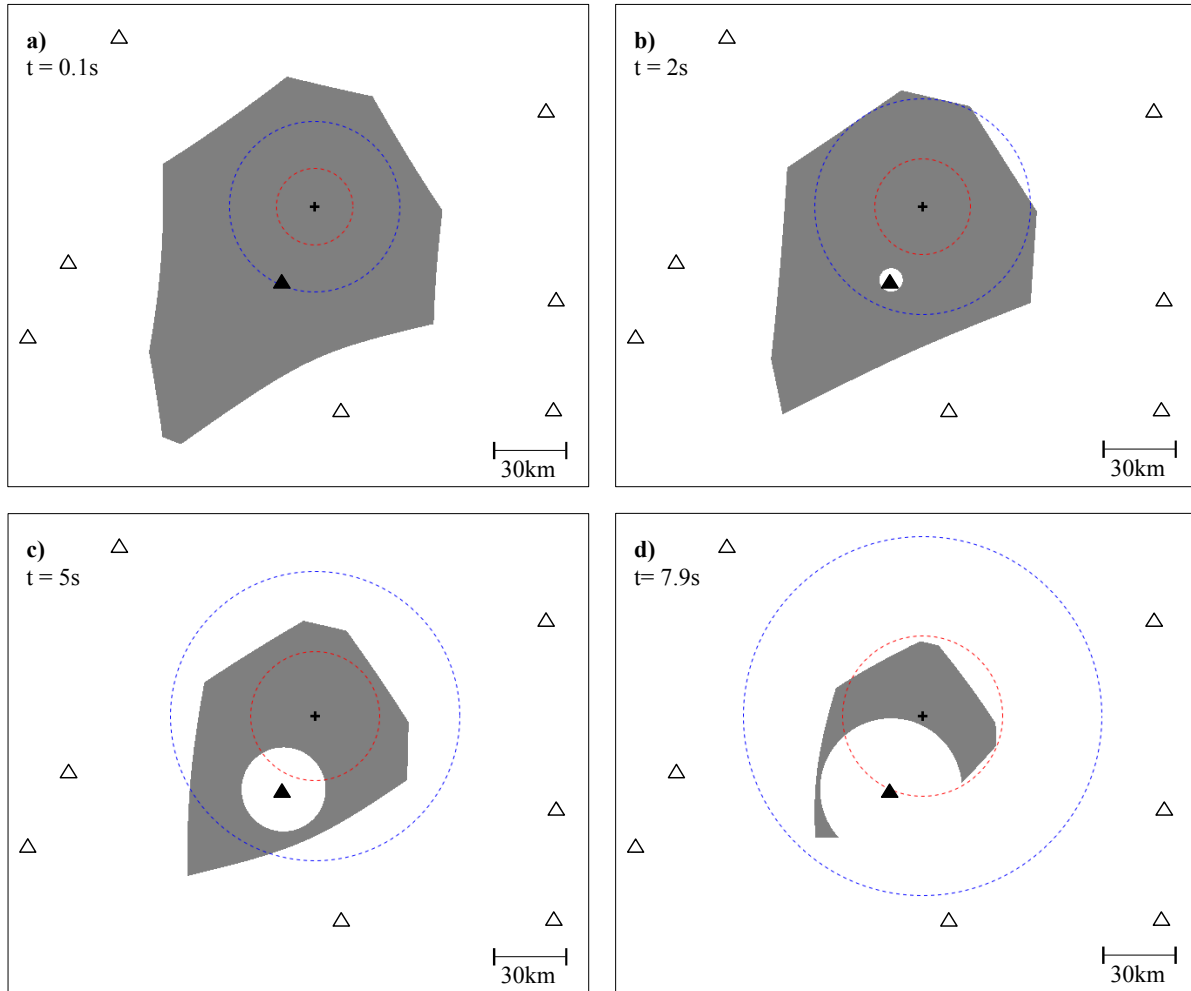 a)
t = 0.1s
30km
b)
t = 2s
30km
c)
t = 5s
30km
d)
t= 7.9s
30km